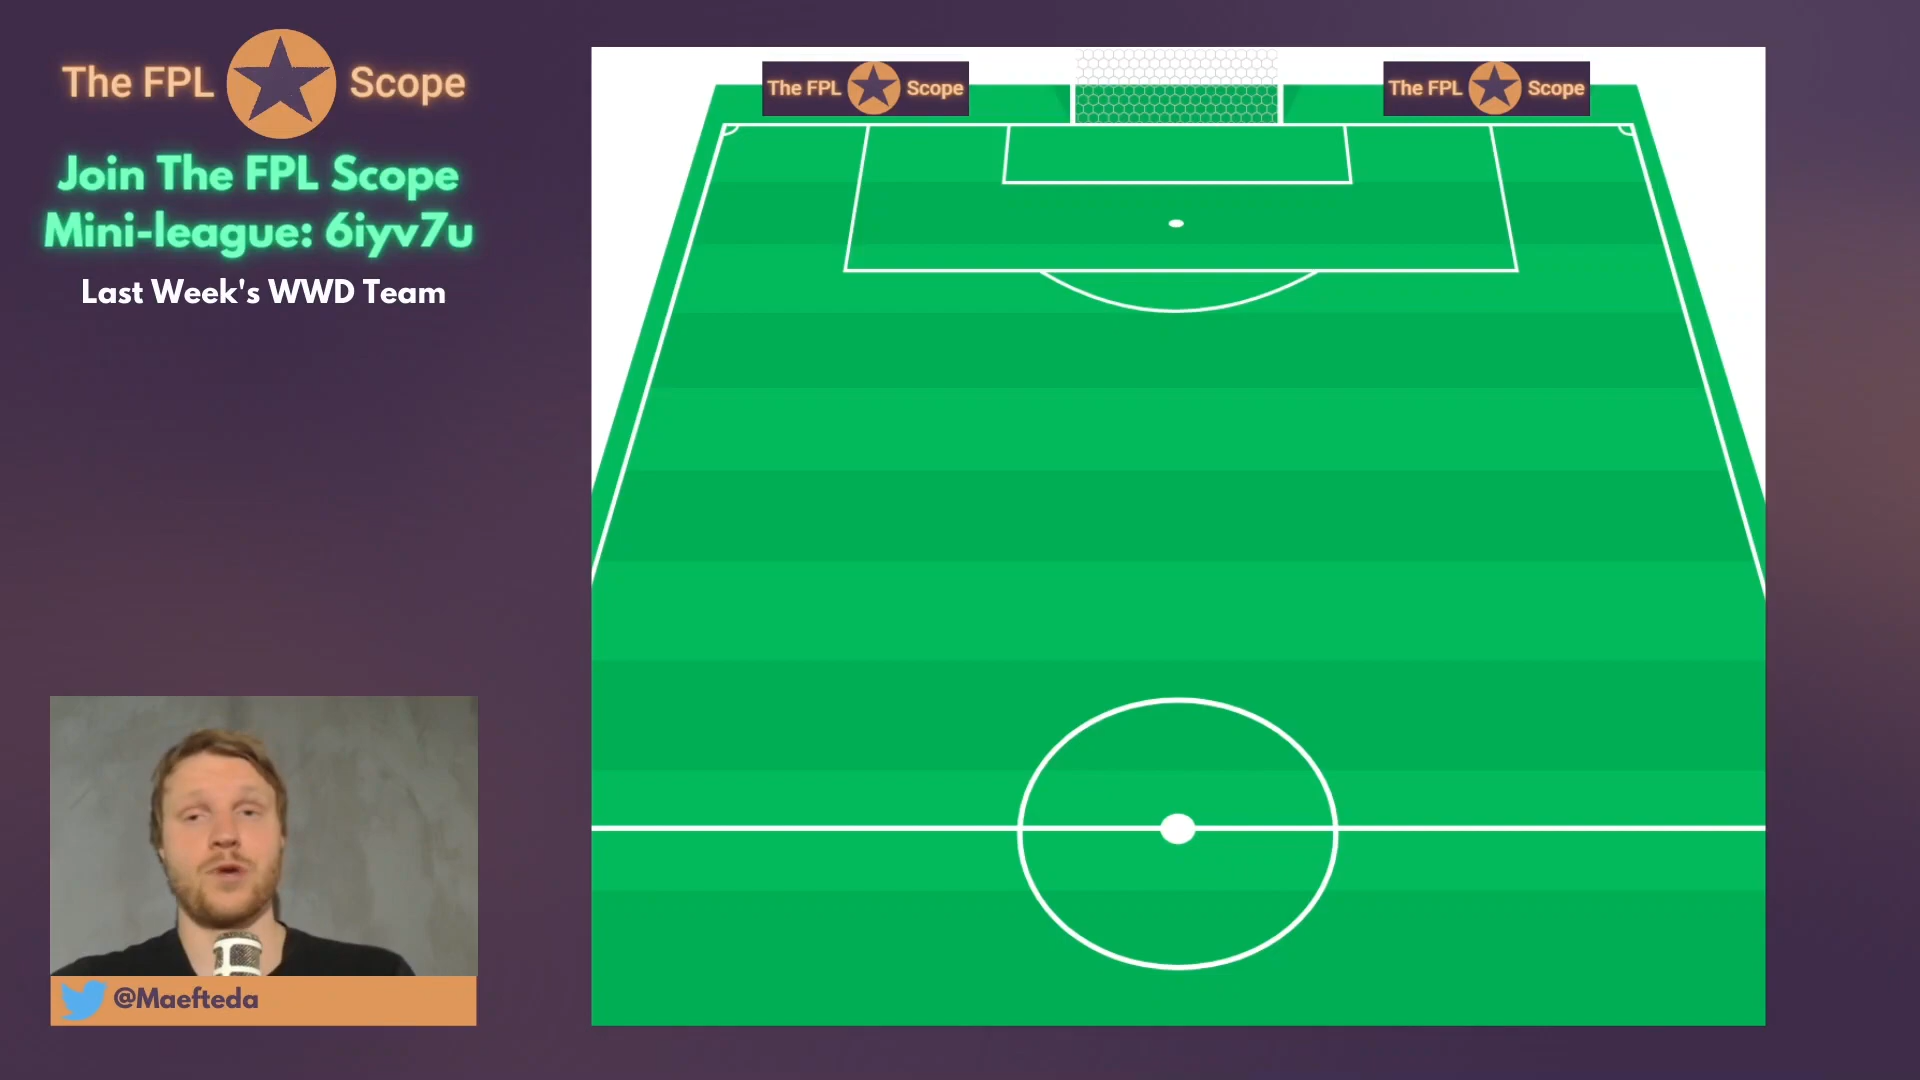 The FPL Scope
Join The FPL Scope
Mini-league: 6iyv7u
Last Week's WWD Team
The FPL Scope
The FPL Scope
@Maefteda